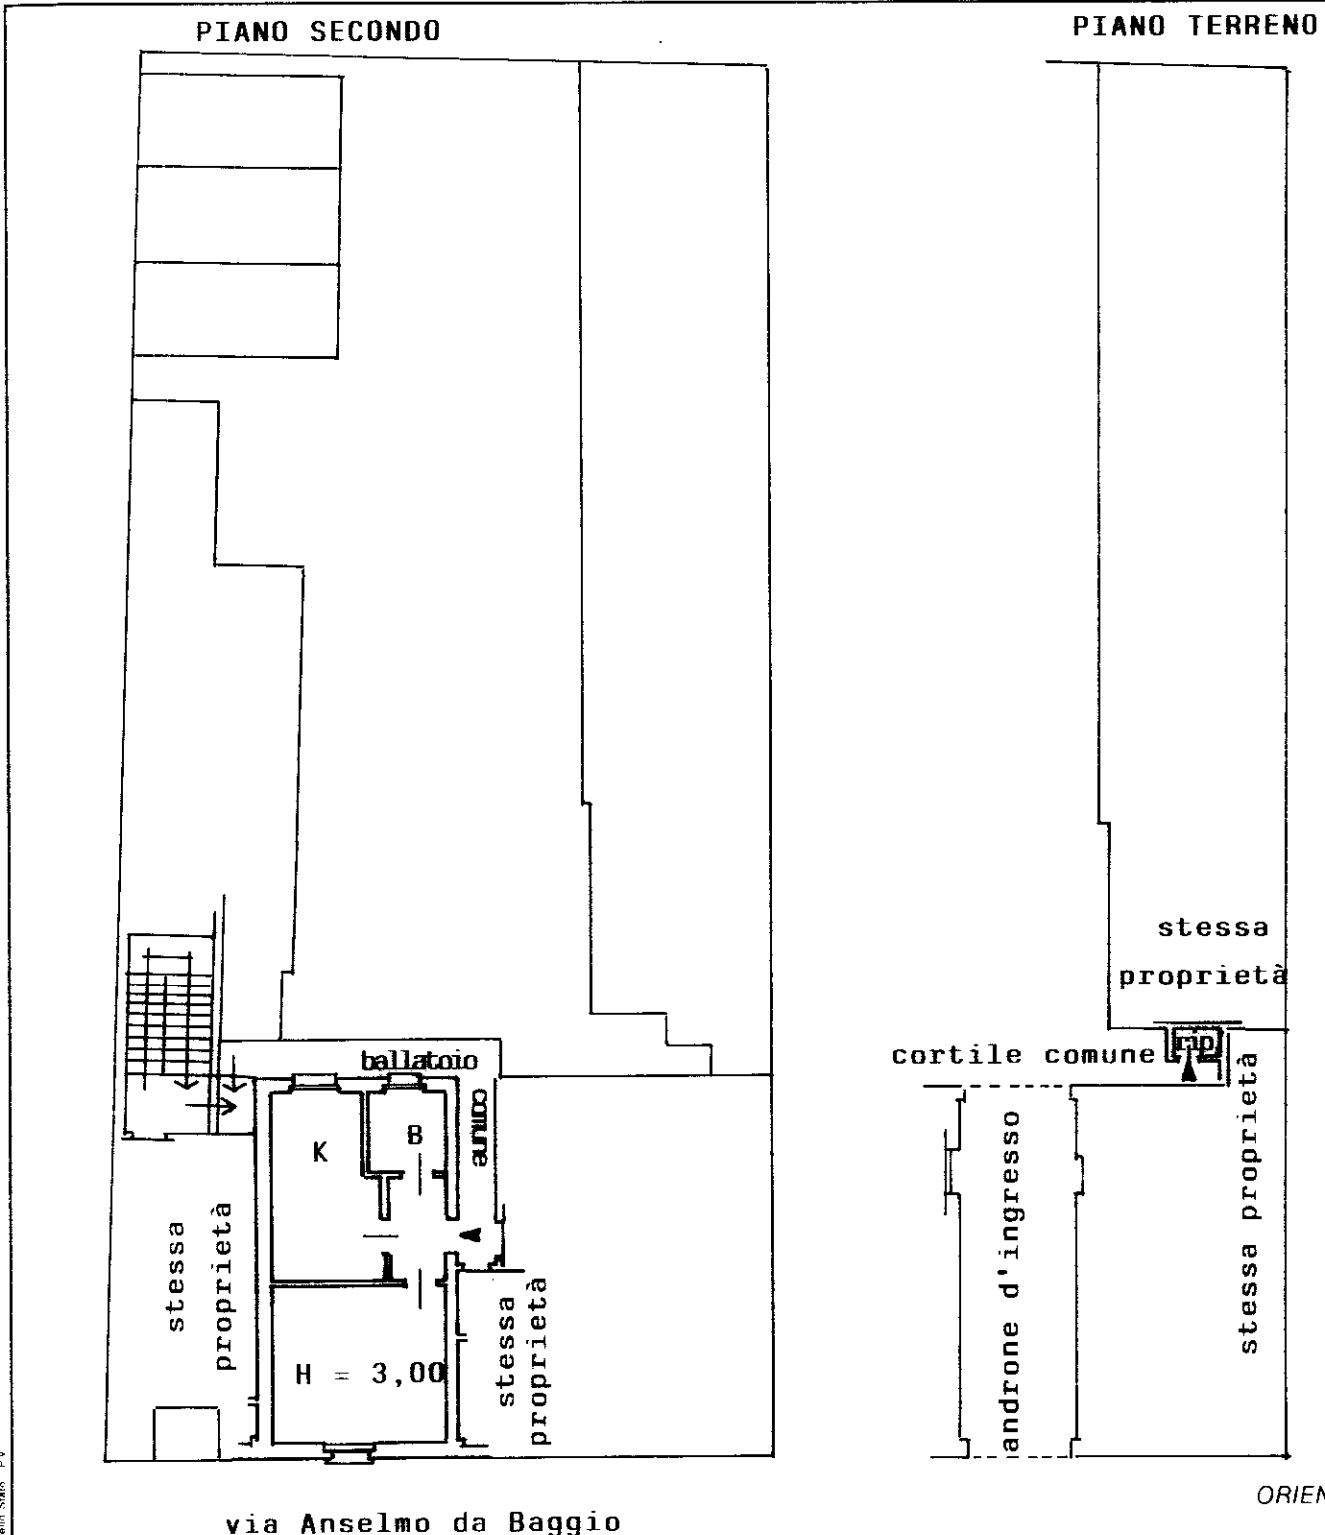 PIANO SECONDO
PIANO TERRENO
stessa
proprietà
ballatoio
comune
cortile comune
rip
K
B
stessa
proprietà
H = 3,00
stessa
proprietà
androne d'ingresso
stessa proprietà
ORIEN
via Anselmo da Baggio